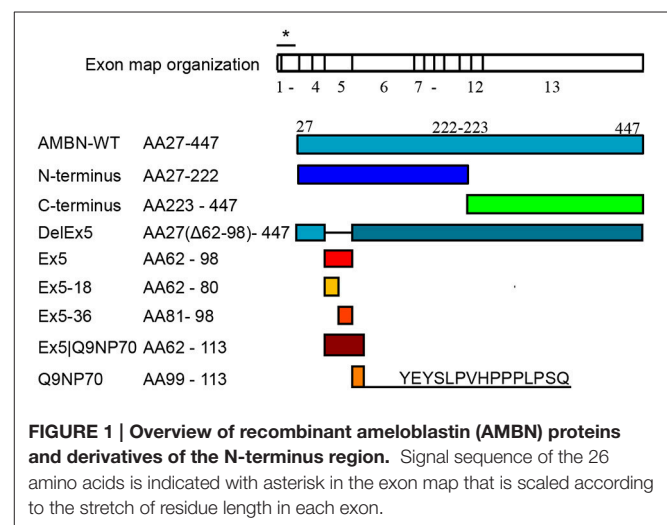 *
Exon map organization
1 - 4 5 6 7 - 12 13
27 222-223 447
AMBN-WT AA27-447
N-terminus AA27-222
C-terminus AA223 - 447
DelEx5 AA27(Δ62-98)- 447
Ex5 AA62 - 98
Ex5-18 AA62 - 80
Ex5-36 AA81- 98
Ex5|Q9NP70 AA62 - 113
Q9NP70 AA99 - 113 YEYSLPVHPPPLPSQ
FIGURE 1 | Overview of recombinant ameloblastin (AMBN) proteins
and derivatives of the N-terminus region. Signal sequence of the 26
amino acids is indicated with asterisk in the exon map that is scaled according
to the stretch of residue length in each exon.